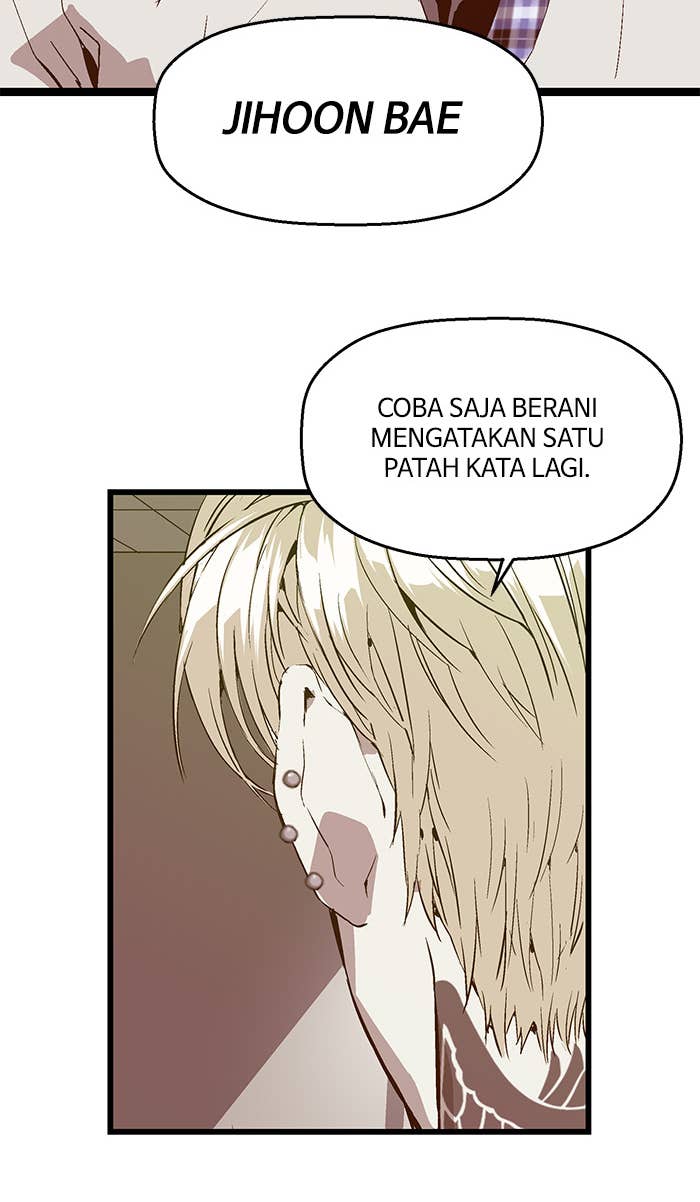 JIHOON BAE
COBA SAJA BERANI
MENGATAKAN SATU
PATAH KATA LAGI.